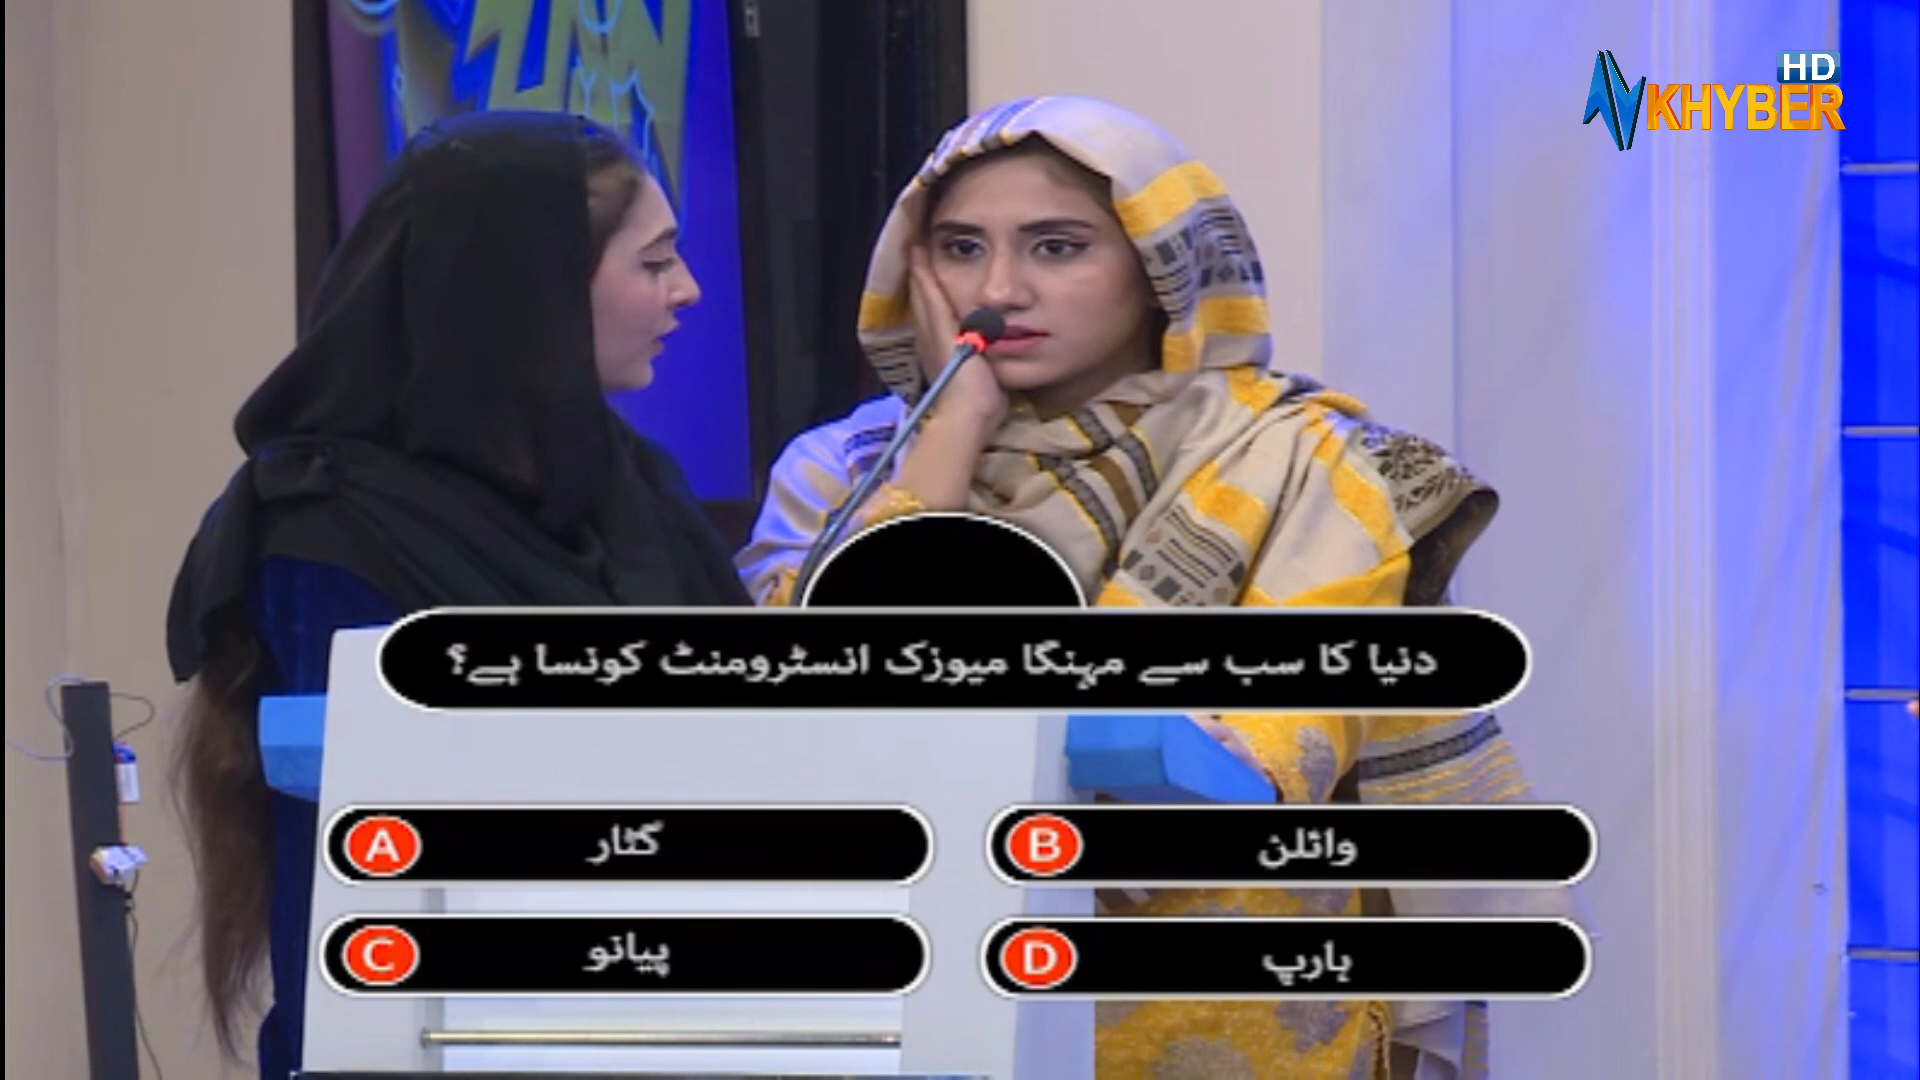 HD
KHYBER
دنیا کا سب سے مہنگا میوزک انسٹرومنٹ کونسا ہے؟
A گٹار
B وائلن
C پیانو
D ہارپ